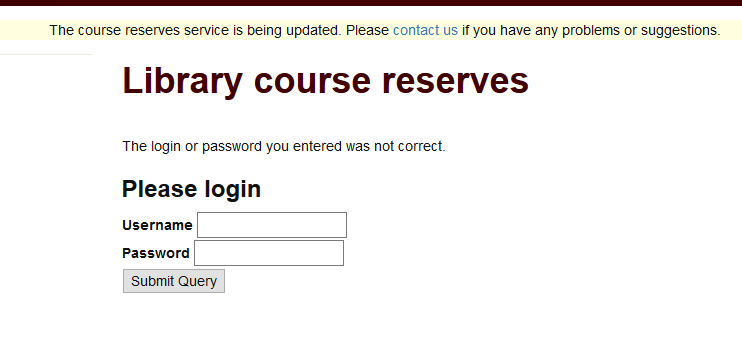 The course reserves service is being updated. Please contact us if you have any problems or suggestions.
Library course reserves
The login or password you entered was not correct.
Please login
Username
Password
Submit Query